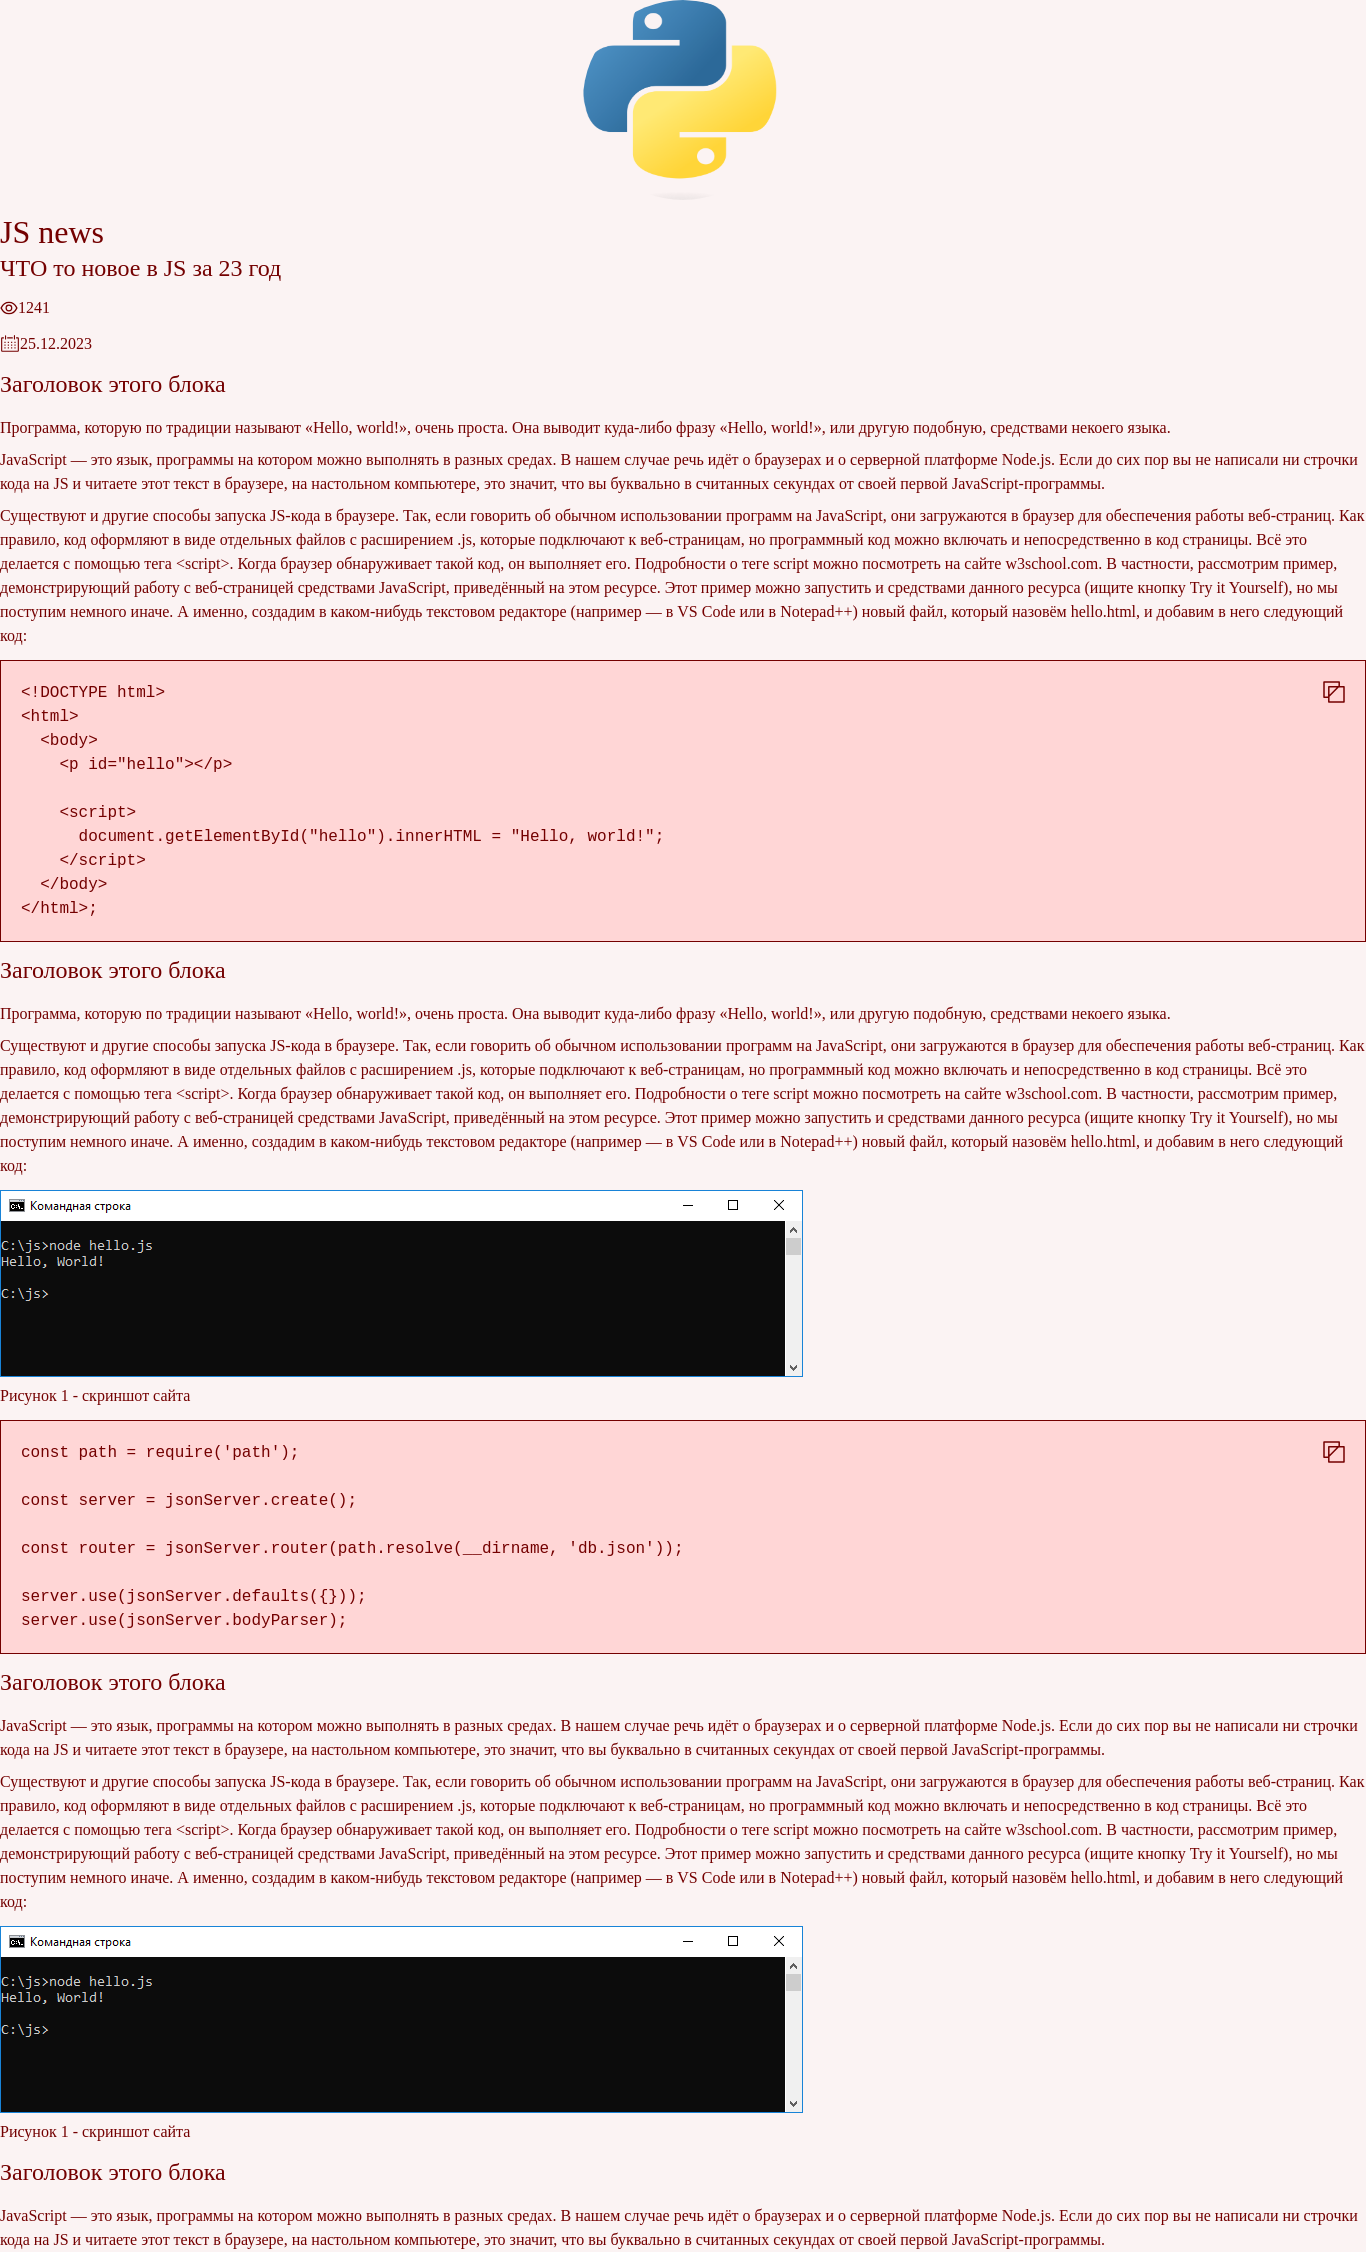 JS news
ЧТО то новое в JS за 23 год
1241
25.12.2023
Заголовок этого блока
Программа, которую по традиции называют «Hello, world!», очень проста. Она выводит куда-либо фразу «Hello, world!», или другую подобную, средствами некоего языка.
JavaScript — это язык, программы на котором можно выполнять в разных средах. В нашем случае речь идёт о браузерах и о серверной платформе Node.js. Если до сих пор вы не написали ни строчки
кода на JS и читаете этот текст в браузере, на настольном компьютере, это значит, что вы буквально в считанных секундах от своей первой JavaScript-программы.
Существуют и другие способы запуска JS-кода в браузере. Так, если говорить об обычном использовании программ на JavaScript, они загружаются в браузер для обеспечения работы веб-страниц. Как
правило, код оформляют в виде отдельных файлов с расширением .js, которые подключают к веб-страницам, но программный код можно включать и непосредственно в код страницы. Всё это
делается с помощью тега <script>. Когда браузер обнаруживает такой код, он выполняет его. Подробности о теге script можно посмотреть на сайте w3school.com. В частности, рассмотрим пример,
демонстрирующий работу с веб-страницей средствами JavaScript, приведённый на этом ресурсе. Этот пример можно запустить и средствами данного ресурса (ищите кнопку Try it Yourself), но мы
поступим немного иначе. А именно, создадим в каком-нибудь текстовом редакторе (например — в VS Code или в Notepad++) новый файл, который назовём hello.html, и добавим в него следующий
код:
<!DOCTYPE html>
<html>
  <body>
    <p id="hello"></p>

    <script>
      document.getElementById("hello").innerHTML = "Hello, world!";
    </script>
  </body>
</html>;
Заголовок этого блока
Программа, которую по традиции называют «Hello, world!», очень проста. Она выводит куда-либо фразу «Hello, world!», или другую подобную, средствами некоего языка.
Существуют и другие способы запуска JS-кода в браузере. Так, если говорить об обычном использовании программ на JavaScript, они загружаются в браузер для обеспечения работы веб-страниц. Как
правило, код оформляют в виде отдельных файлов с расширением .js, которые подключают к веб-страницам, но программный код можно включать и непосредственно в код страницы. Всё это
делается с помощью тега <script>. Когда браузер обнаруживает такой код, он выполняет его. Подробности о теге script можно посмотреть на сайте w3school.com. В частности, рассмотрим пример,
демонстрирующий работу с веб-страницей средствами JavaScript, приведённый на этом ресурсе. Этот пример можно запустить и средствами данного ресурса (ищите кнопку Try it Yourself), но мы
поступим немного иначе. А именно, создадим в каком-нибудь текстовом редакторе (например — в VS Code или в Notepad++) новый файл, который назовём hello.html, и добавим в него следующий
код:
Командная строка
C:\js>node hello.js
Hello, World!
C:\js>
Рисунок 1 - скриншот сайта
const path = require('path');

const server = jsonServer.create();

const router = jsonServer.router(path.resolve(__dirname, 'db.json'));

server.use(jsonServer.defaults({}));
server.use(jsonServer.bodyParser);
Заголовок этого блока
JavaScript — это язык, программы на котором можно выполнять в разных средах. В нашем случае речь идёт о браузерах и о серверной платформе Node.js. Если до сих пор вы не написали ни строчки
кода на JS и читаете этот текст в браузере, на настольном компьютере, это значит, что вы буквально в считанных секундах от своей первой JavaScript-программы.
Существуют и другие способы запуска JS-кода в браузере. Так, если говорить об обычном использовании программ на JavaScript, они загружаются в браузер для обеспечения работы веб-страниц. Как
правило, код оформляют в виде отдельных файлов с расширением .js, которые подключают к веб-страницам, но программный код можно включать и непосредственно в код страницы. Всё это
делается с помощью тега <script>. Когда браузер обнаруживает такой код, он выполняет его. Подробности о теге script можно посмотреть на сайте w3school.com. В частности, рассмотрим пример,
демонстрирующий работу с веб-страницей средствами JavaScript, приведённый на этом ресурсе. Этот пример можно запустить и средствами данного ресурса (ищите кнопку Try it Yourself), но мы
поступим немного иначе. А именно, создадим в каком-нибудь текстовом редакторе (например — в VS Code или в Notepad++) новый файл, который назовём hello.html, и добавим в него следующий
код:
Командная строка
C:\js>node hello.js
Hello, World!
C:\js>
Рисунок 1 - скриншот сайта
Заголовок этого блока
JavaScript — это язык, программы на котором можно выполнять в разных средах. В нашем случае речь идёт о браузерах и о серверной платформе Node.js. Если до сих пор вы не написали ни строчки
кода на JS и читаете этот текст в браузере, на настольном компьютере, это значит, что вы буквально в считанных секундах от своей первой JavaScript-программы.